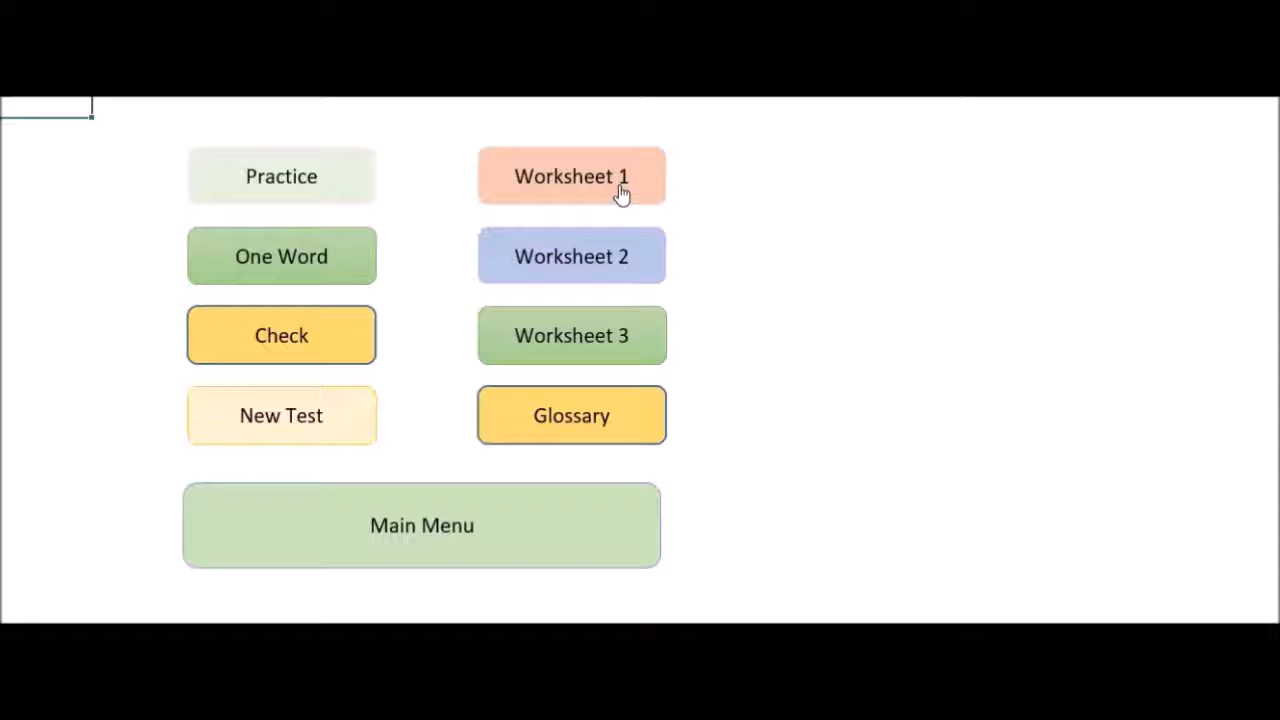 Practice
Worksheet 1
One Word
Worksheet 2
Check
Worksheet 3
New Test
Glossary
Main Menu